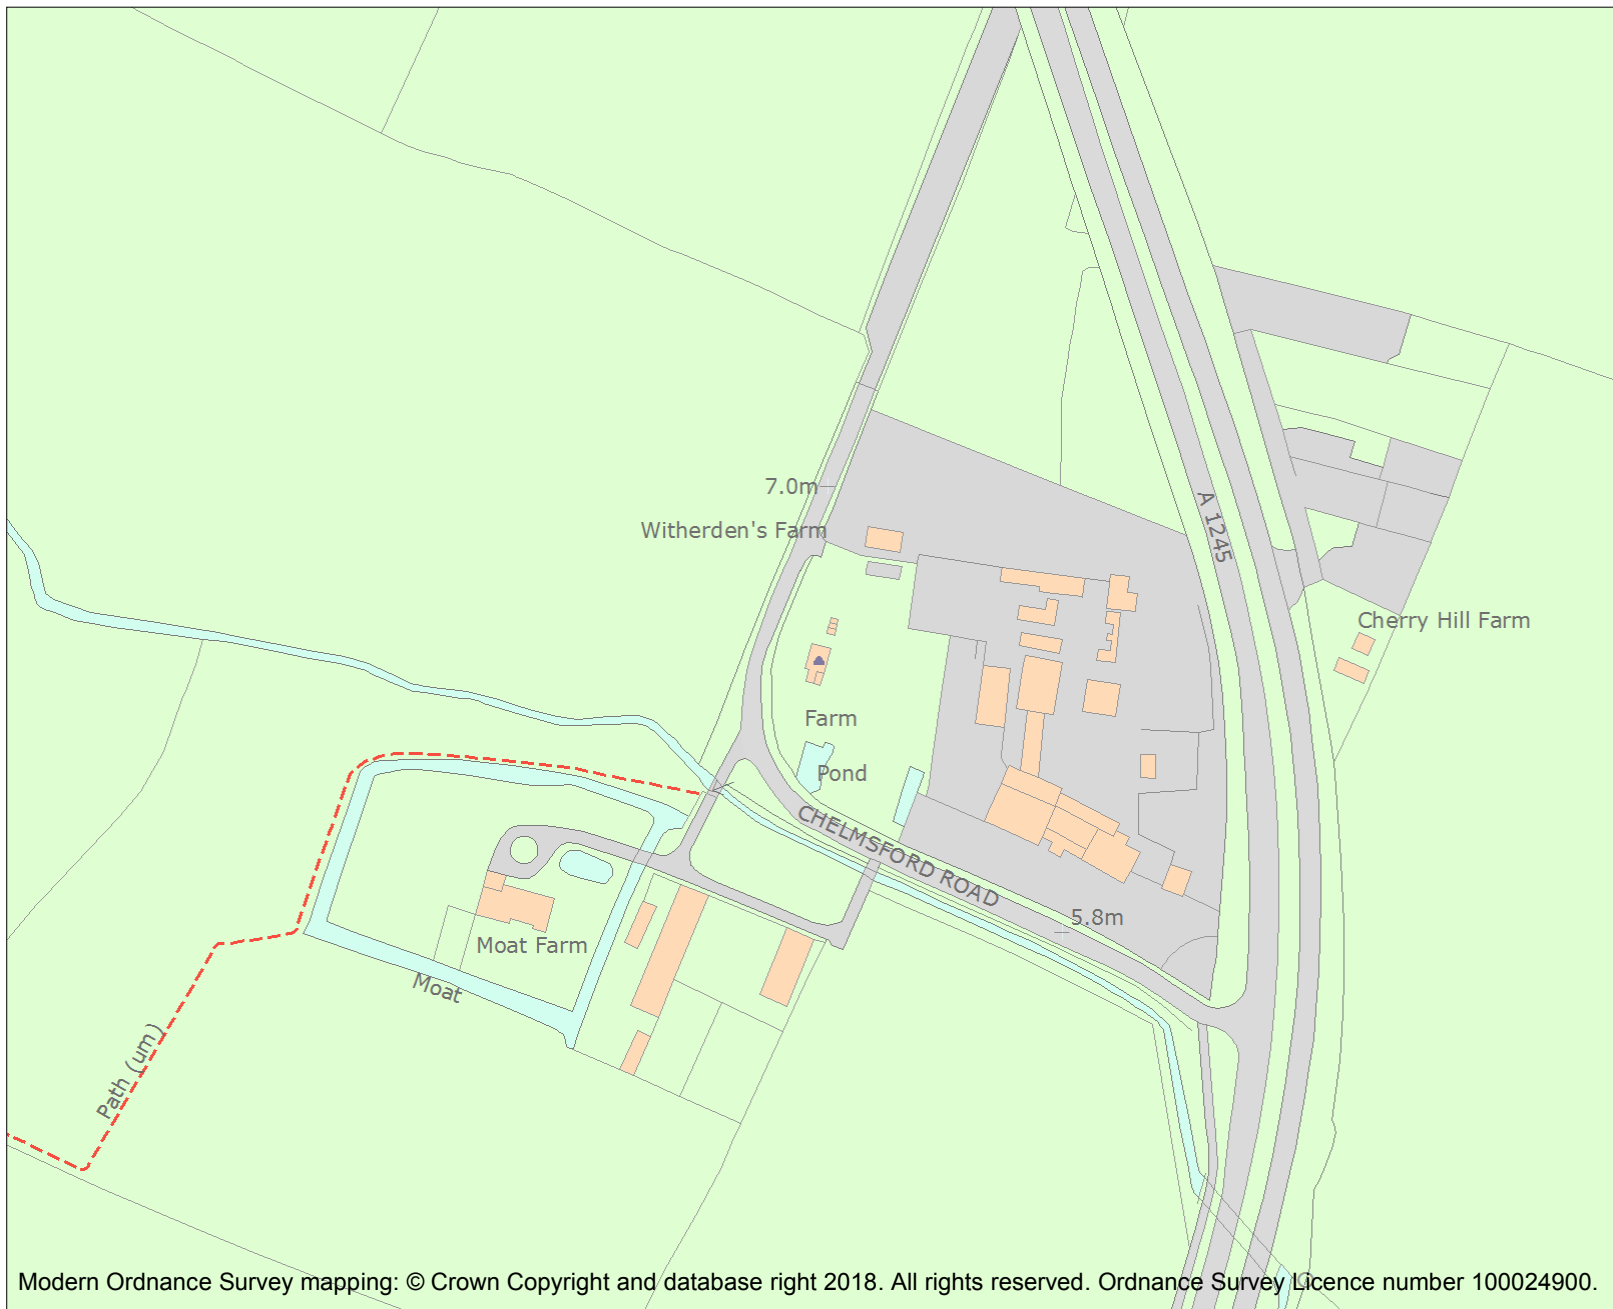 7.0m
A 1245
Witherden's Farm
Cherry Hill Farm
Farm
Pond
CHELMSFORD ROAD
5.8m
Moat Farm
Moat
Path (um)
Modern Ordnance Survey mapping: © Crown Copyright and database right 2018. All rights reserved. Ordnance Survey Licence number 100024900.